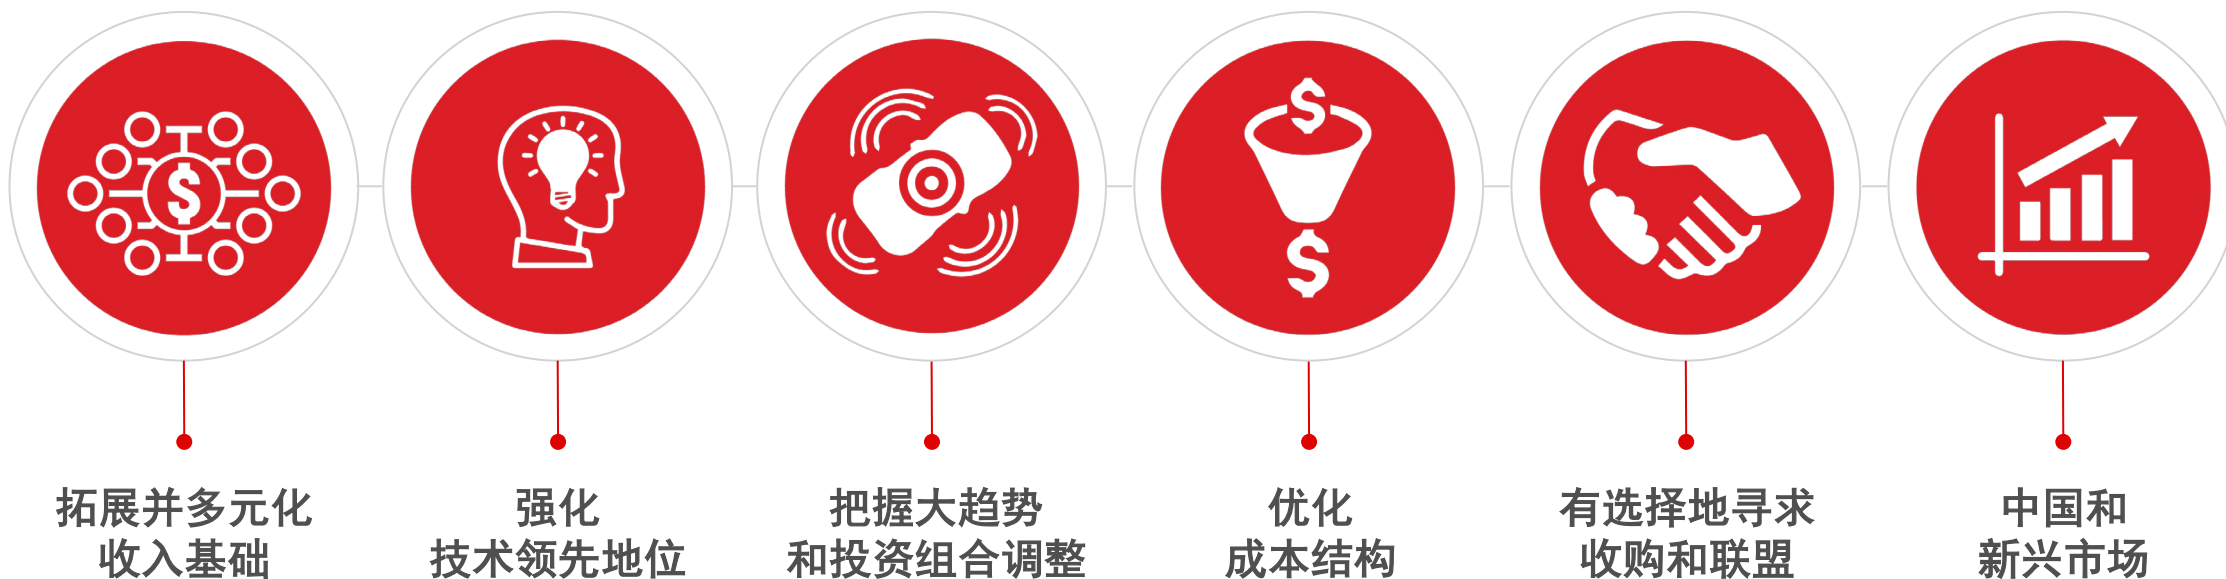 拓展并多元化
收入基础
强化
技术领先地位
把握大趋势
和投资组合调整
优化
成本结构
有选择地寻求
收购和联盟
中国和
新兴市场
$
$
$